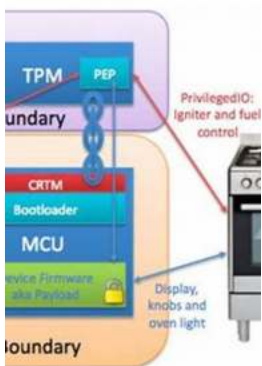 TPM
PEP
undary
PrivilegedIO:
Igniter and fuel
control
CRTM
Bootloader
MCU
evice Firmware
aka Payload
Display,
knobs and
oven light
Boundary